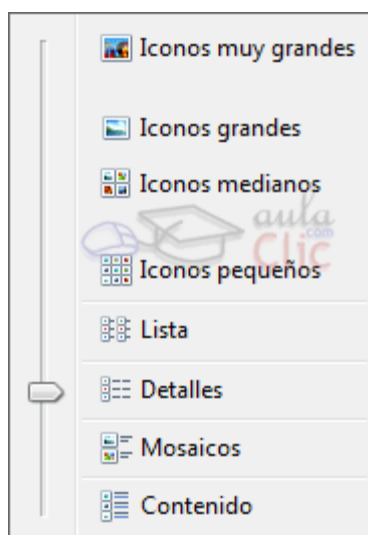 Iconos muy grandes
Iconos grandes
Iconos medianos
aula
.com
Clic
Iconos pequeños
Lista
Detalles
Mosaicos
Contenido